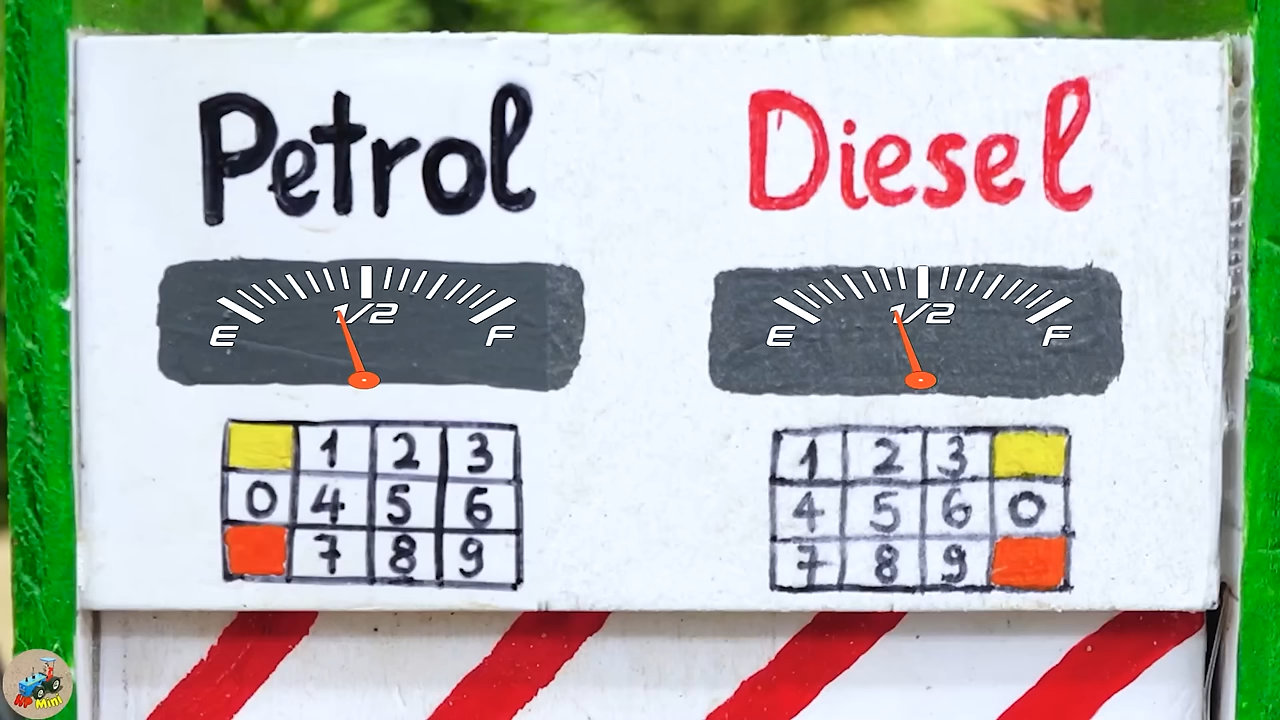 Petrol Diesel
1/2 1/2
E F E F
1 2 3 1 2 3
0 4 5 6 4 5 6 0
7 8 9 7 8 9
HP Mini